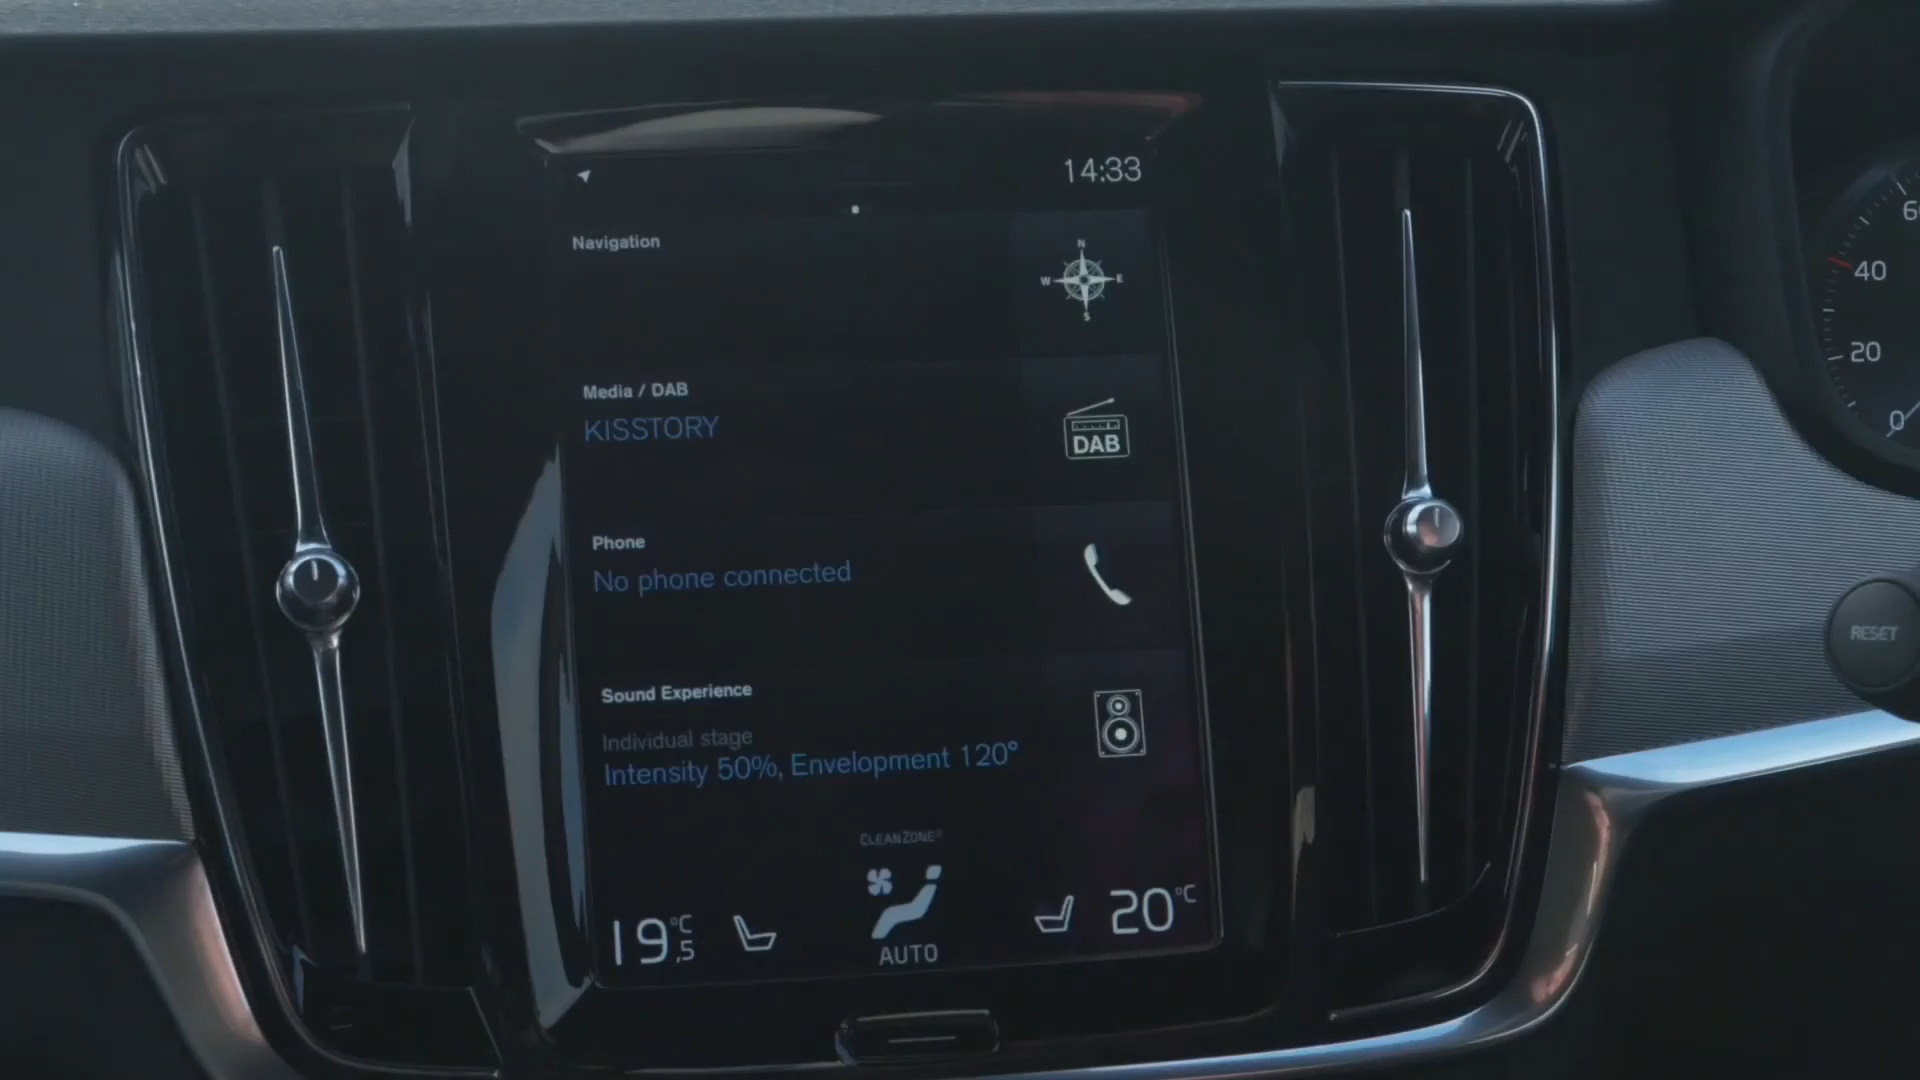 14:33
Navigation
N
W E
S
Media / DAB
KISSTORY
DAB
Phone
No phone connected
Sound Experience
Individual stage
Intensity 50%, Envelopment 120°
CLEANZONE
19,5 °C
20 °C
AUTO
40
20
0
RESET